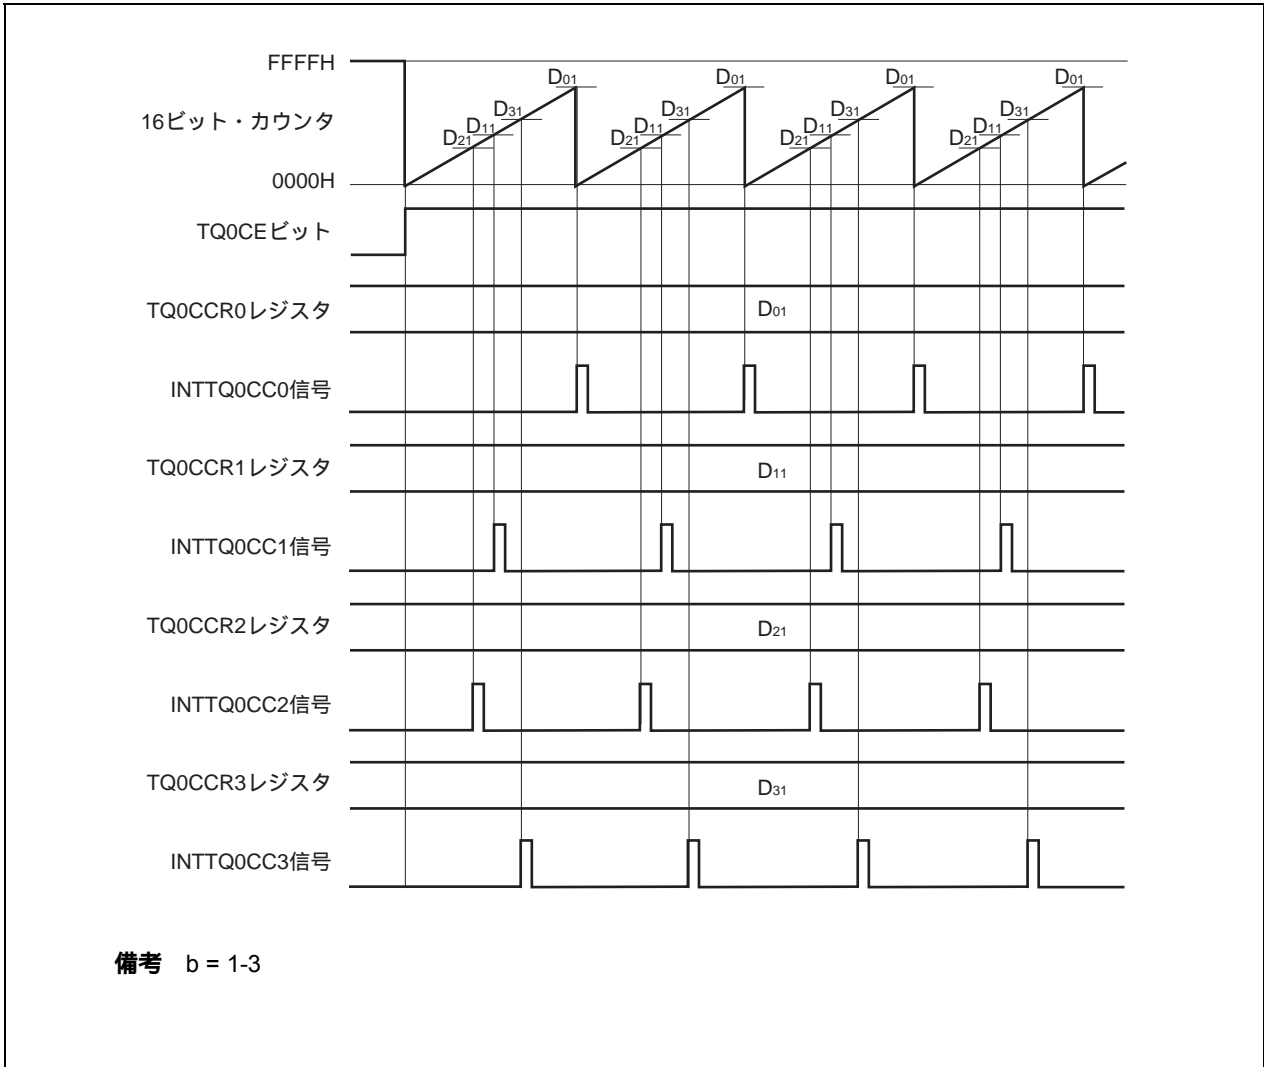 FFFFH
D01 D01 D01 D01
16ビット・カウンタ
D31 D31 D31 D31
D11 D11 D11 D11
D21 D21 D21 D21
0000H
TQ0CEビット
TQ0CCR0レジスタ D01
INTTQ0CC0信号
TQ0CCR1レジスタ D11
INTTQ0CC1信号
TQ0CCR2レジスタ D21
INTTQ0CC2信号
TQ0CCR3レジスタ D31
INTTQ0CC3信号
備考 b = 1-3